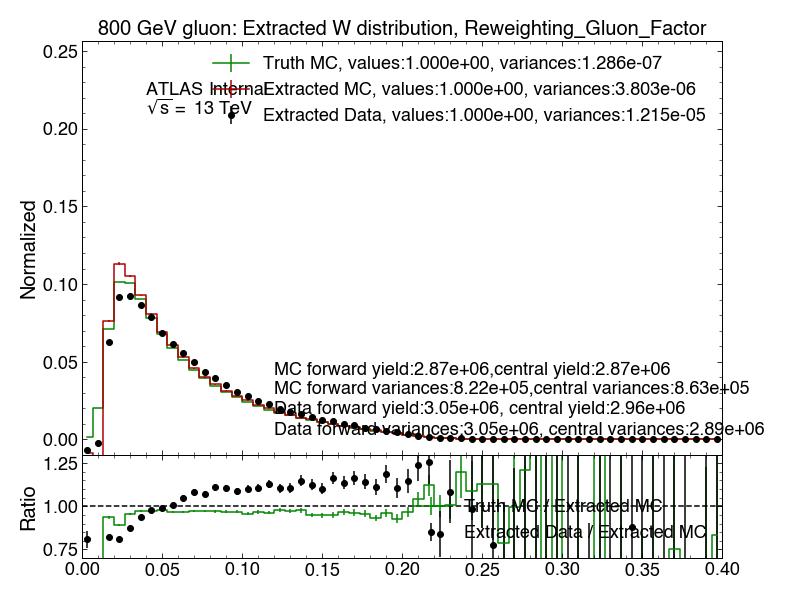 800 GeV gluon: Extracted W distribution, Reweighting_Gluon_Factor
Truth MC, values:1.000e+00, variances:1.286e-07
Extracted MC, values:1.000e+00, variances:3.803e-06
Extracted Data, values:1.000e+00, variances:1.215e-05
ATLAS Internal
√s = 13 TeV
Normalized
0.25
0.20
0.15
0.10
0.05
0.00
MC forward yield:2.87e+06,central yield:2.87e+06
MC forward variances:8.22e+05,central variances:8.63e+05
Data forward yield:3.05e+06, central yield:2.96e+06
Data forward variances:3.05e+06, central variances:2.89e+06
Ratio
1.25
1.00
0.75
Truth MC / Extracted MC
Extracted Data / Extracted MC
0.00 0.05 0.10 0.15 0.20 0.25 0.30 0.35 0.40